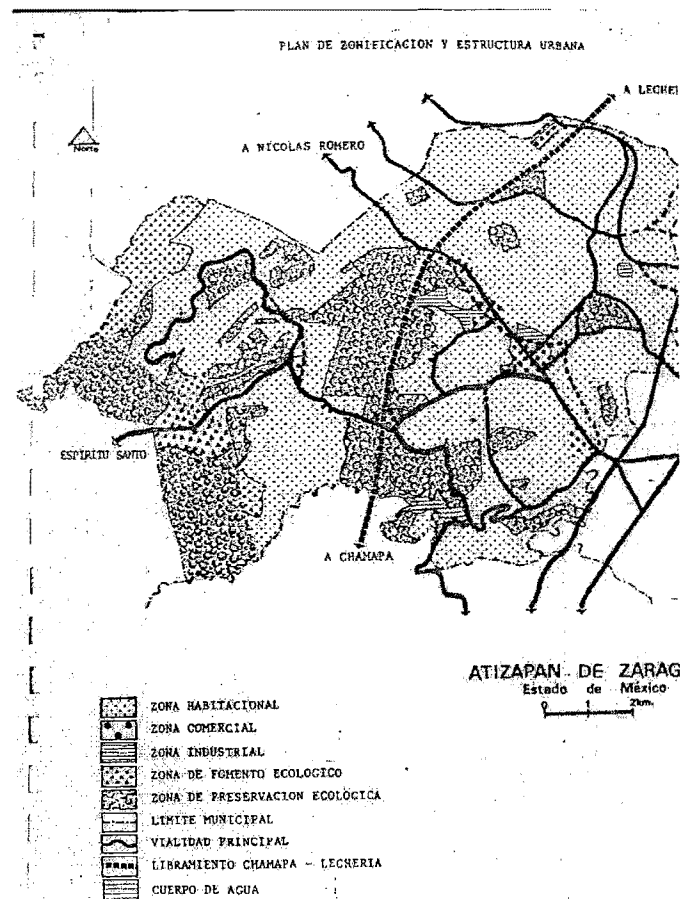 PLAN DE ZONIFICACION Y ESTRUCTURA URBANA
A LECHE
Norte
A NICOLAS ROMERO
ESPIRITU SANTO
A CHAMAPA
ATIZAPAN DE ZARAG
Estado de México
0 1 2km.
ZONA HABITACIONAL
ZONA COMERCIAL
ZONA INDUSTRIAL
ZONA DE FOMENTO ECOLOGICO
ZONA DE PRESERVACION ECOLOGICA
LIMITE MUNICIPAL
VIALIDAD PRINCIPAL
LIBRAMIENTO CHAMAPA - LECHERIA
CUERPO DE AGUA